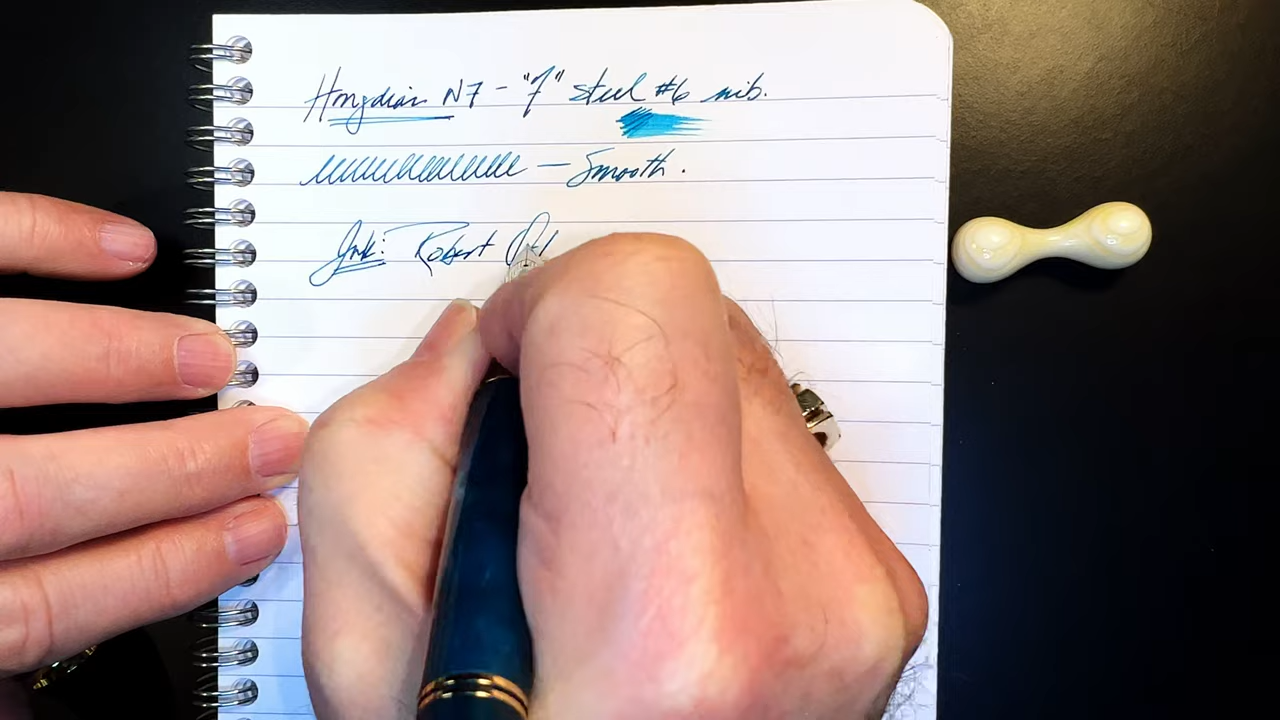 Hongdian N7 - "f" steel #6 nib.
— Smooth.
Ink: Robert